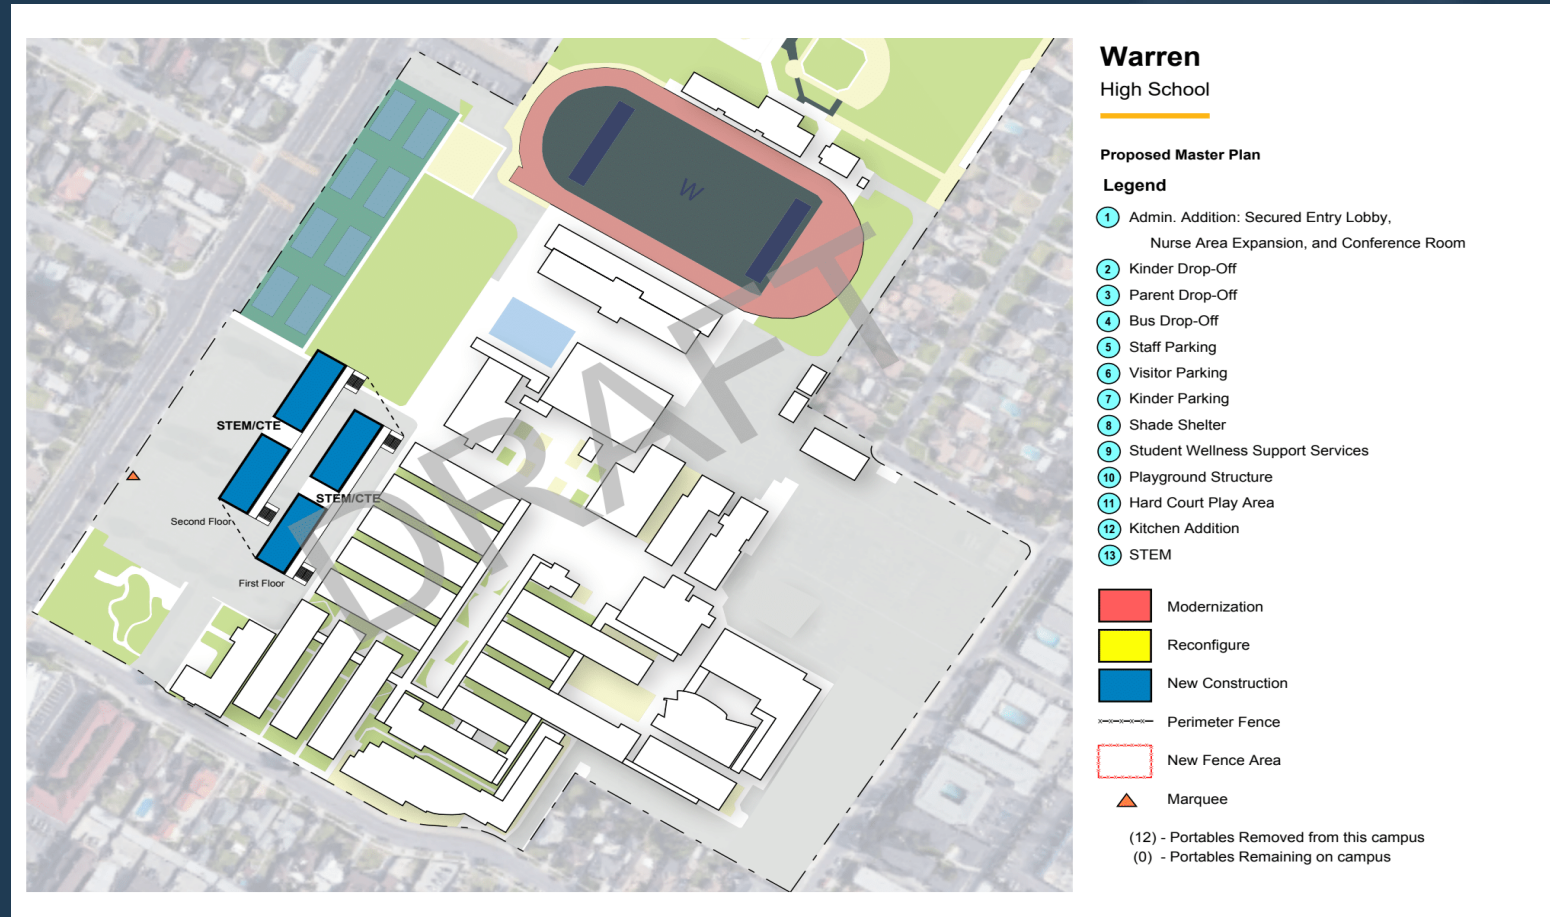 Warren
High School
Proposed Master Plan
Legend
1 Admin. Addition: Secured Entry Lobby,
Nurse Area Expansion, and Conference Room
2 Kinder Drop-Off
3 Parent Drop-Off
4 Bus Drop-Off
5 Staff Parking
6 Visitor Parking
7 Kinder Parking
8 Shade Shelter
9 Student Wellness Support Services
10 Playground Structure
11 Hard Court Play Area
12 Kitchen Addition
13 STEM
Modernization
Reconfigure
New Construction
Perimeter Fence
New Fence Area
Marquee
(12) - Portables Removed from this campus
(0) - Portables Remaining on campus
W
STEM/CTE
STEM/CTE
Second Floor
First Floor
DRAFT